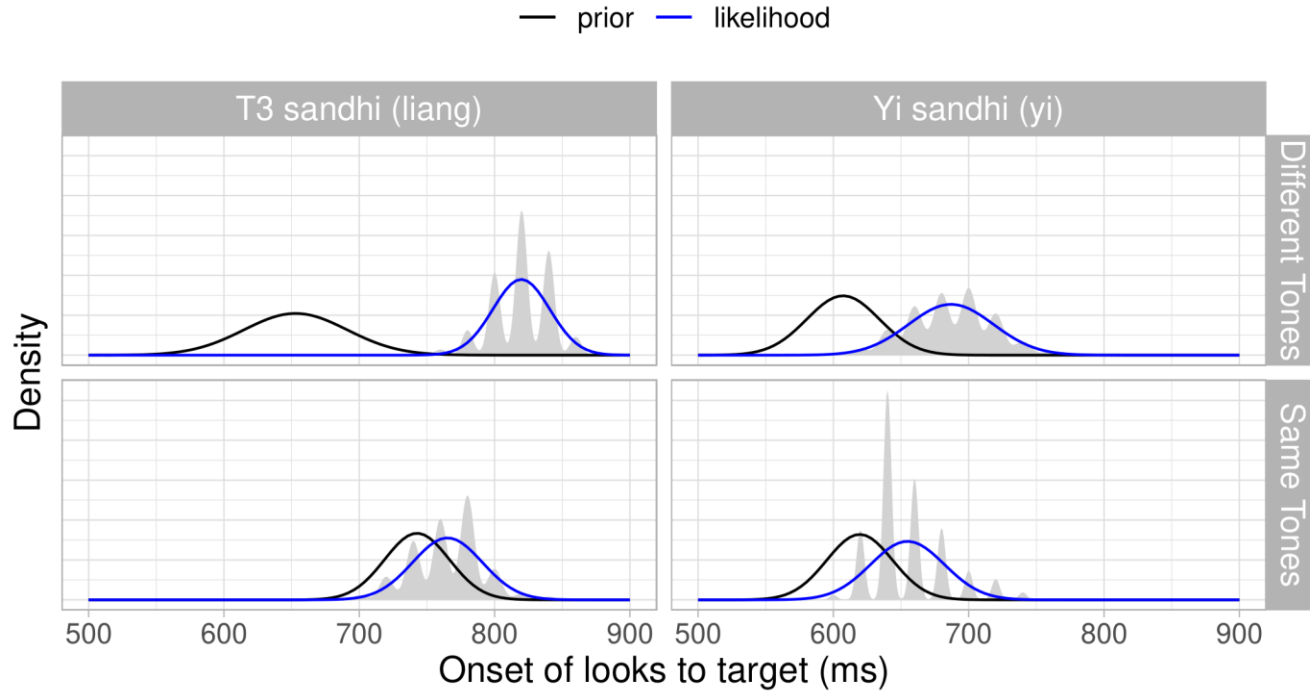 prior likelihood
T3 sandhi (liang) Yi sandhi (yi)
Different Tones
Same Tones
Density
500 600 700 800 900 500 600 700 800 900
Onset of looks to target (ms)